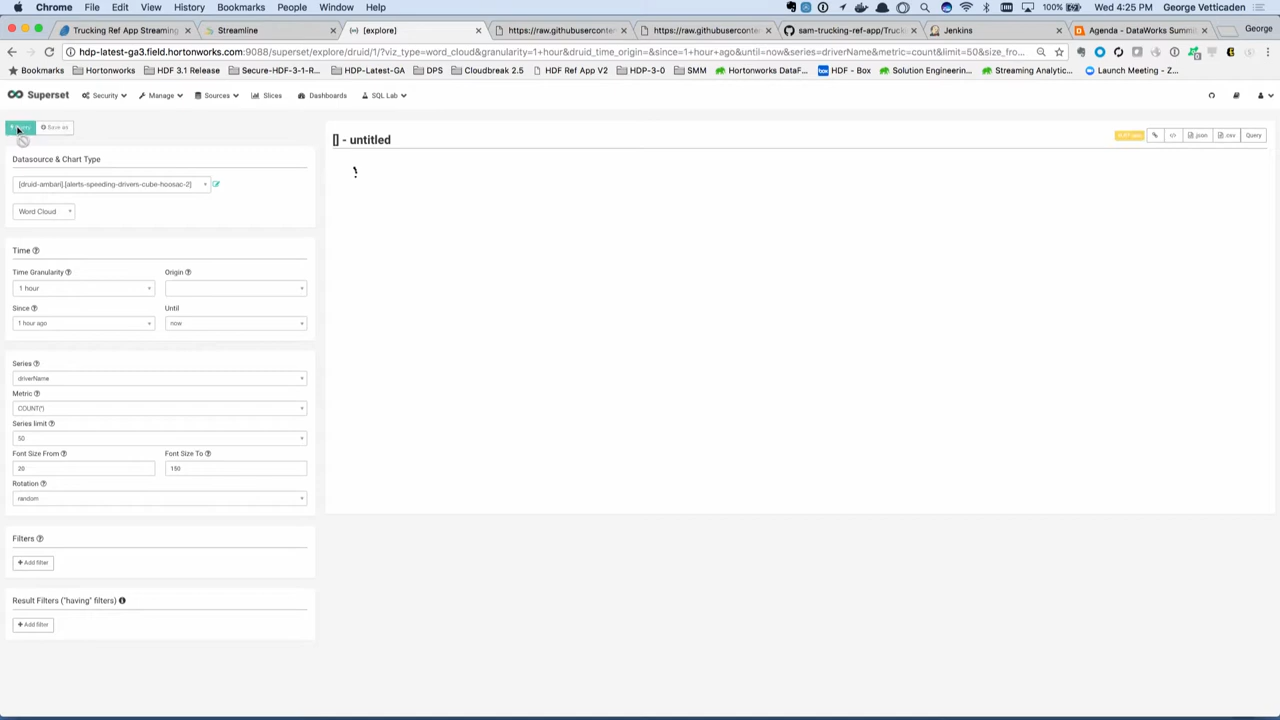 Chrome File Edit View History Bookmarks People Window Help 100% Wed 4:25 PM George Vetticaden
Trucking Ref App Streaming Streamline [explore] https://raw.githubusercontent https://raw.githubusercontent sam-trucking-ref-app/Truck Jenkins Agenda - DataWorks Summit George
hdp-latest-ga3.field.hortonworks.com:9088/superset/explore/druid/1/?viz_type=word_cloud&granularity=1+hour&druid_time_origin=&since=1+hour+ago&until=now&series=driverName&metric=count&limit=50&size_fro...
Bookmarks Hortonworks HDF 3.1 Release Secure-HDF-3-1-R... HDP-Latest-GA DPS Cloudbreak 2.5 HDF Ref App V2 HDP-3-0 SMM Hortonworks DataF... HDF - Box Solution Engineerin... Streaming Analytic... Launch Meeting - Z...
Superset Security Manage Sources Slices Dashboards SQL Lab
Save as
[] - untitled
json .csv Query
Datasource & Chart Type
[druid-ambari].[alerts-speeding-drivers-cube-hoosac-2]
Word Cloud
Time
Time Granularity Origin
1 hour
Since Until
1 hour ago now
Series
driverName
Metric
COUNT(*)
Series limit
50
Font Size From Font Size To
20 150
Rotation
random
Filters
Add filter
Result Filters ("having" filters)
Add filter